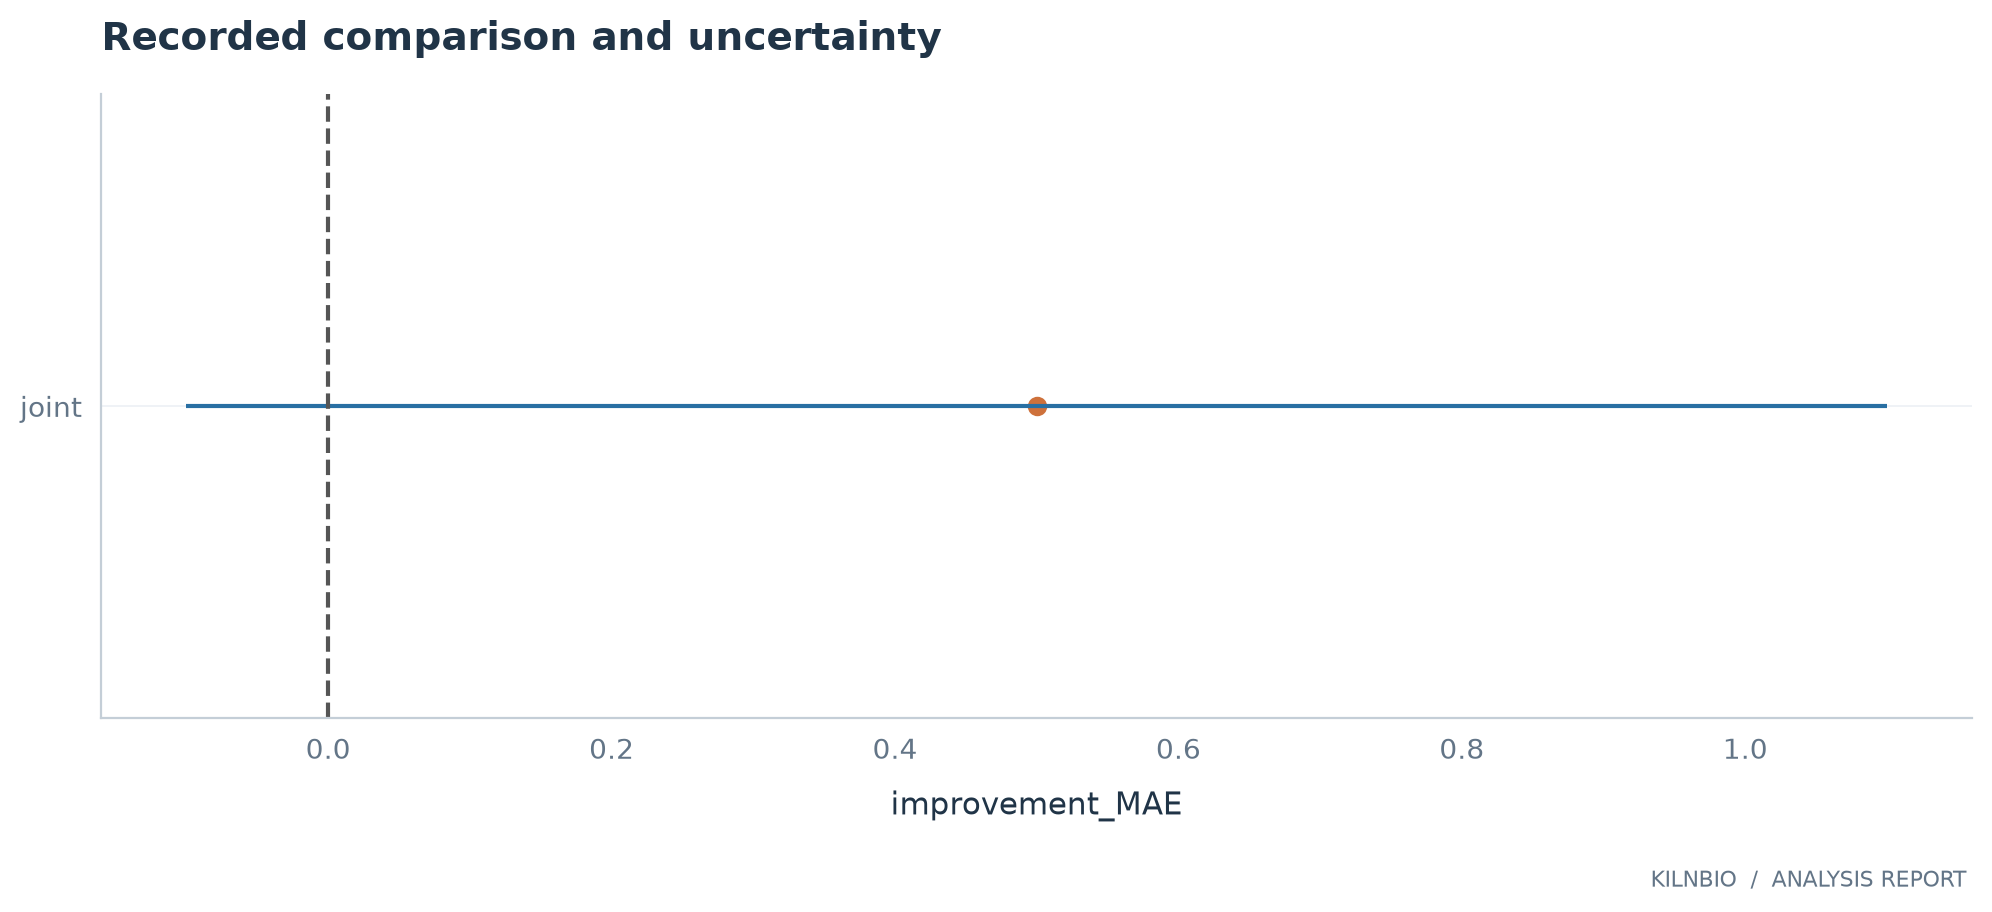 Recorded comparison and uncertainty
joint
0.0 0.2 0.4 0.6 0.8 1.0
improvement_MAE
KILNBIO / ANALYSIS REPORT